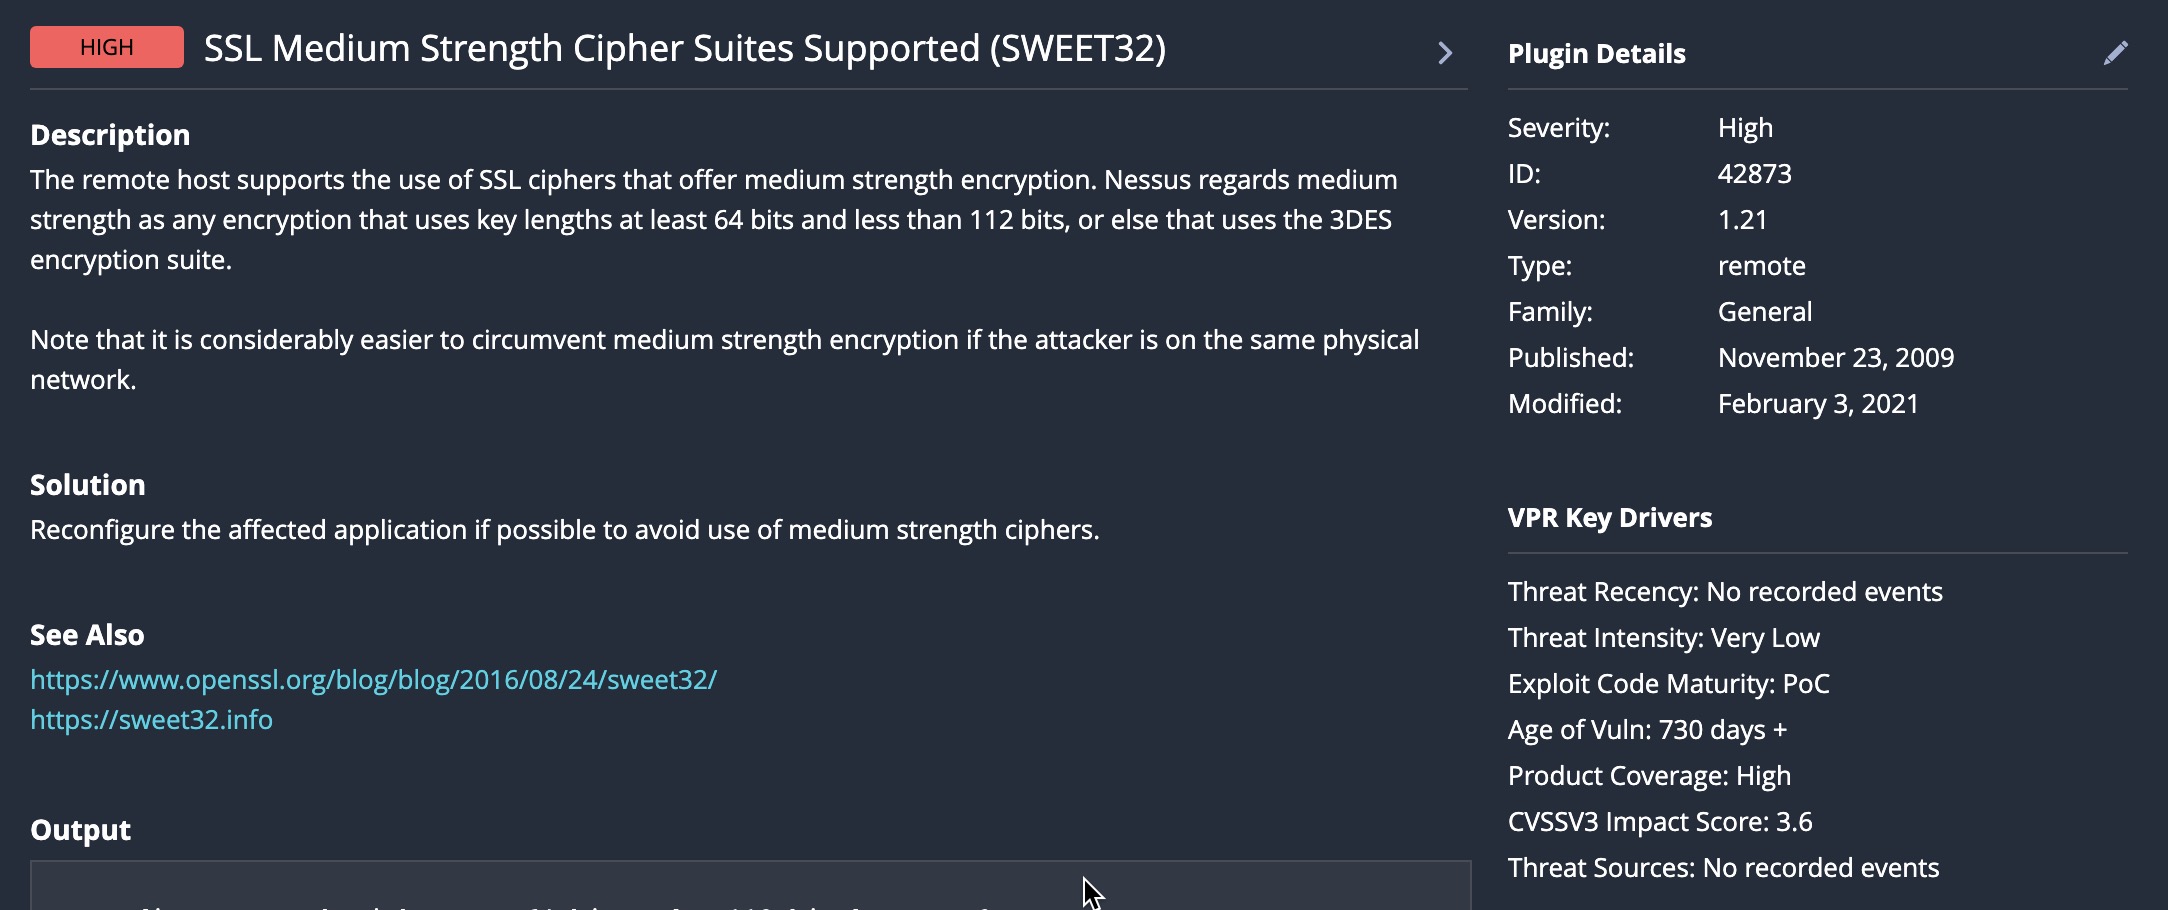 HIGH
SSL Medium Strength Cipher Suites Supported (SWEET32)
Description
The remote host supports the use of SSL ciphers that offer medium strength encryption. Nessus regards medium
strength as any encryption that uses key lengths at least 64 bits and less than 112 bits, or else that uses the 3DES
encryption suite.
Note that it is considerably easier to circumvent medium strength encryption if the attacker is on the same physical
network.
Solution
Reconfigure the affected application if possible to avoid use of medium strength ciphers.
See Also
https://www.openssl.org/blog/blog/2016/08/24/sweet32/
https://sweet32.info
Output
Plugin Details
Severity: High
ID: 42873
Version: 1.21
Type: remote
Family: General
Published: November 23, 2009
Modified: February 3, 2021
VPR Key Drivers
Threat Recency: No recorded events
Threat Intensity: Very Low
Exploit Code Maturity: PoC
Age of Vuln: 730 days +
Product Coverage: High
CVSSV3 Impact Score: 3.6
Threat Sources: No recorded events